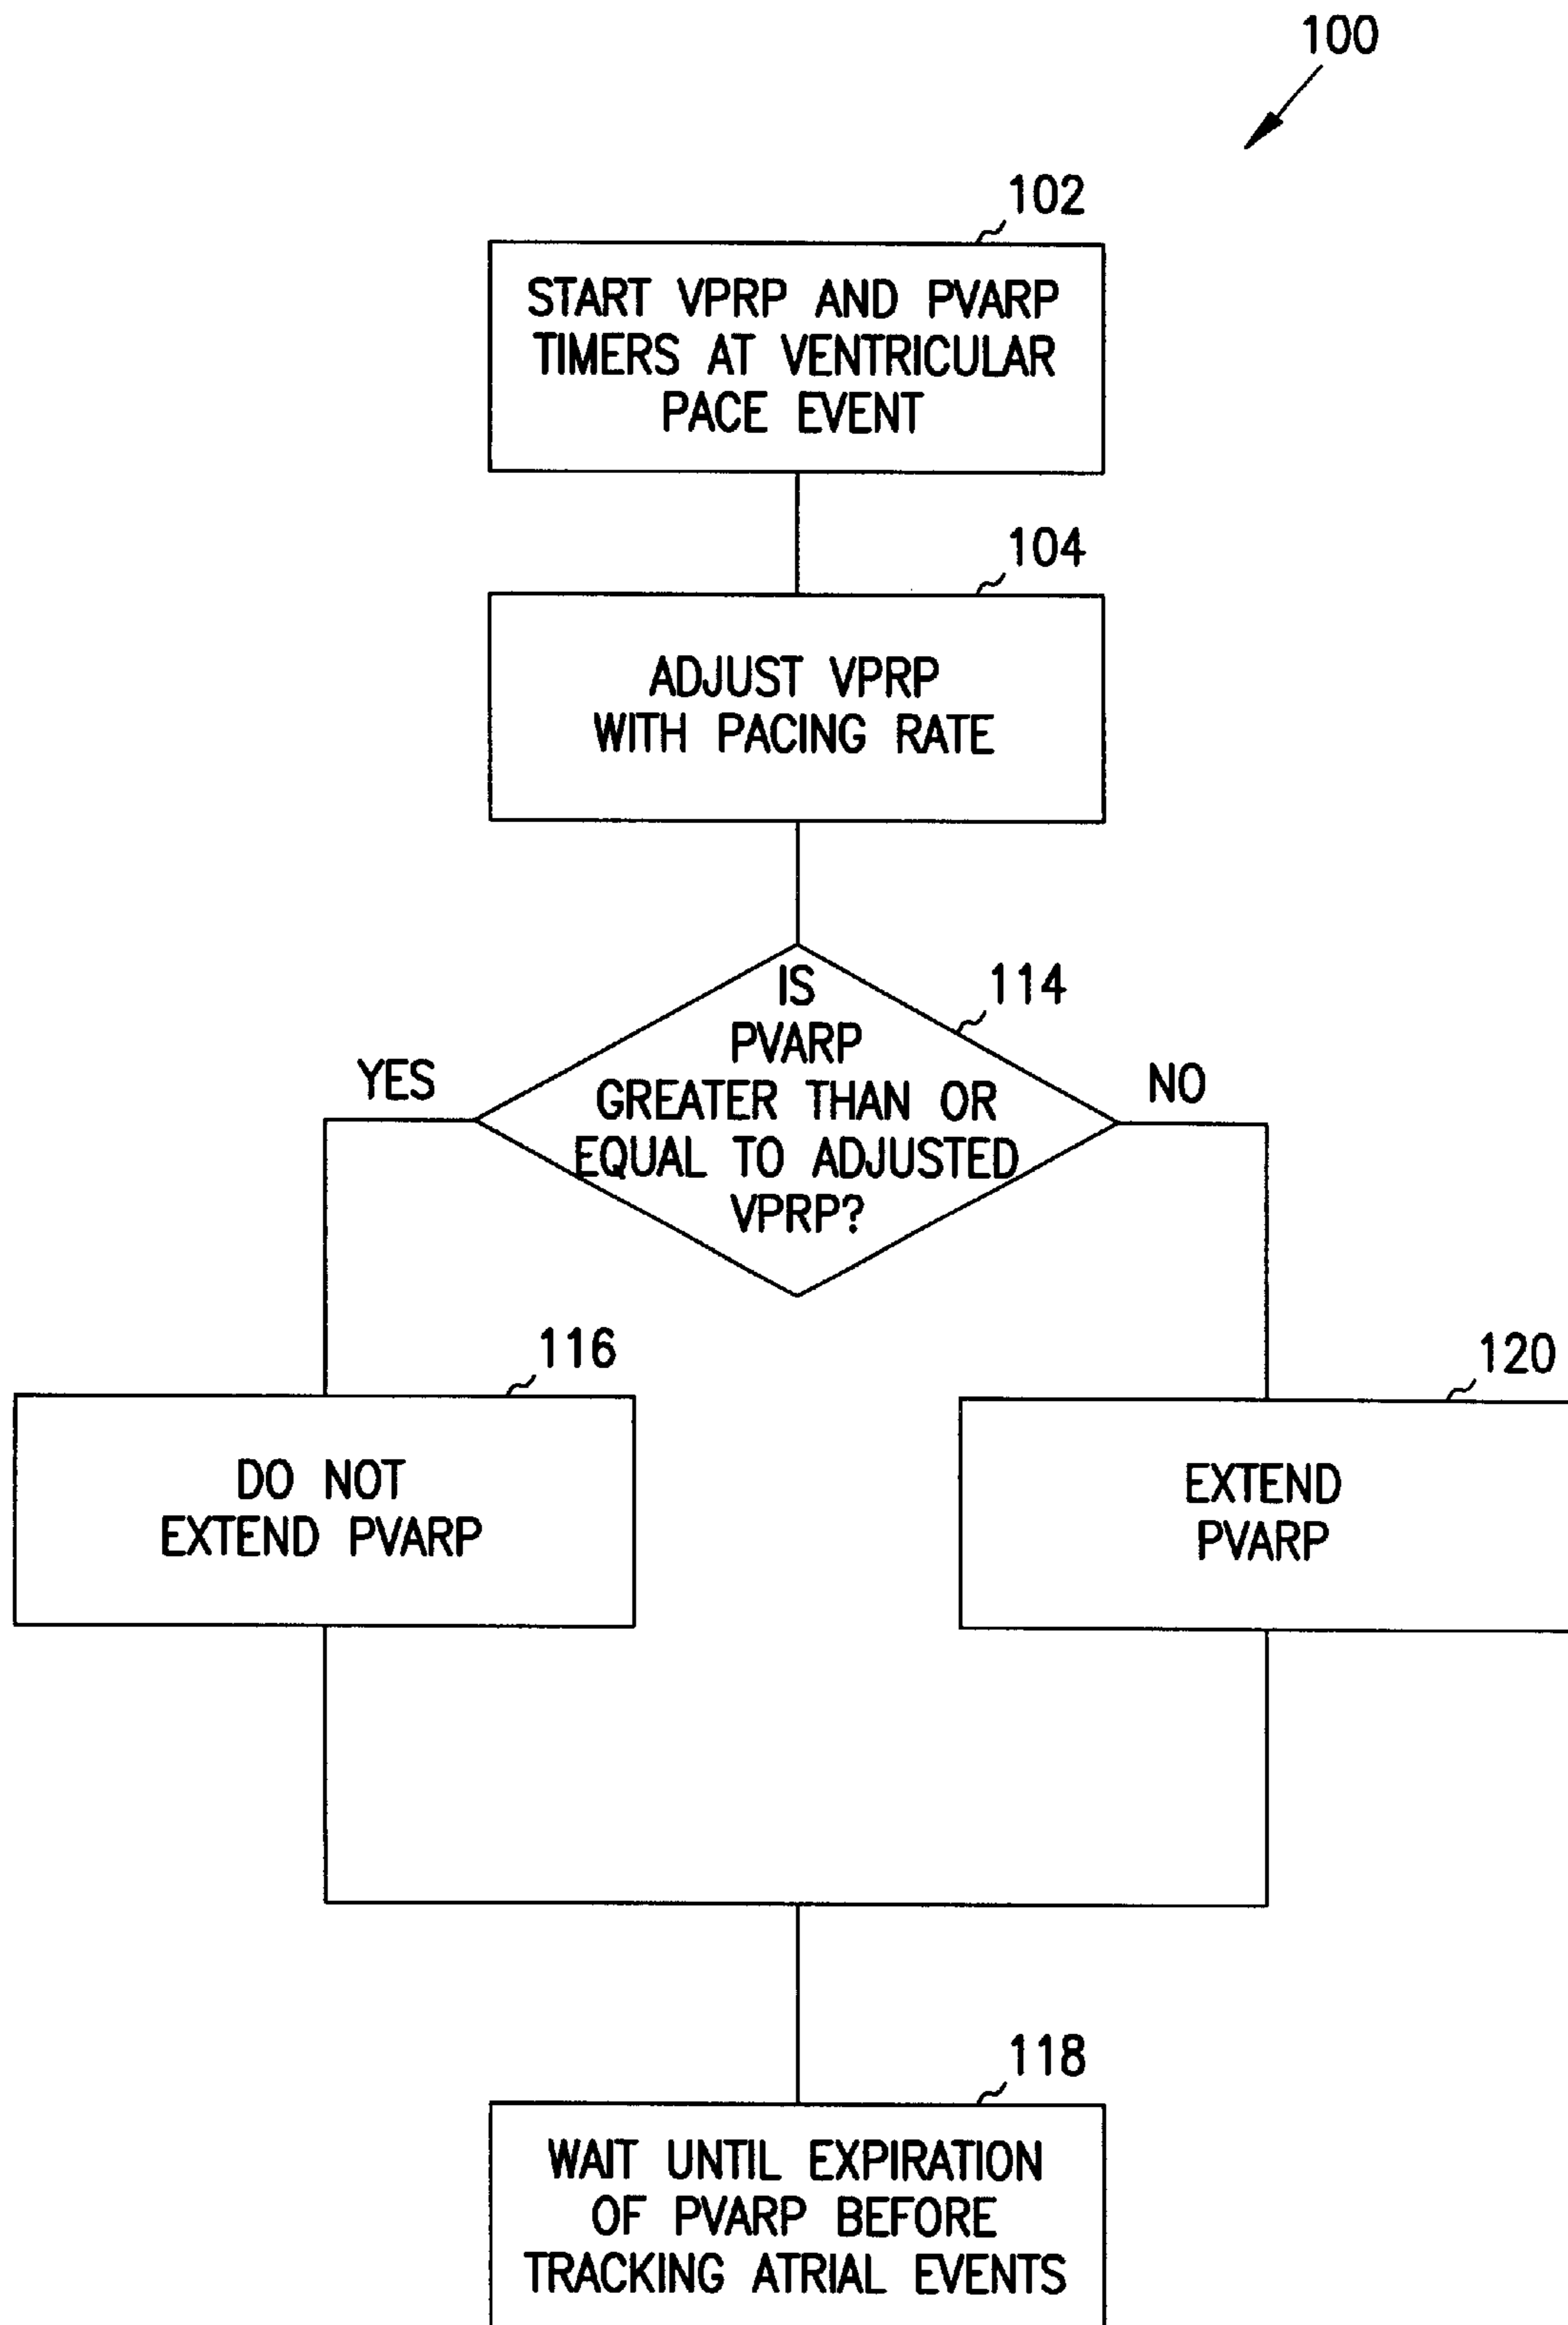 100
102
START VPRP AND PVARP
TIMERS AT VENTRICULAR
PACE EVENT
104
ADJUST VPRP
WITH PACING RATE
114
IS
PVARP
GREATER THAN OR
EQUAL TO ADJUSTED
VPRP?
YES
NO
116
DO NOT
EXTEND PVARP
120
EXTEND
PVARP
118
WAIT UNTIL EXPIRATION
OF PVARP BEFORE
TRACKING ATRIAL EVENTS